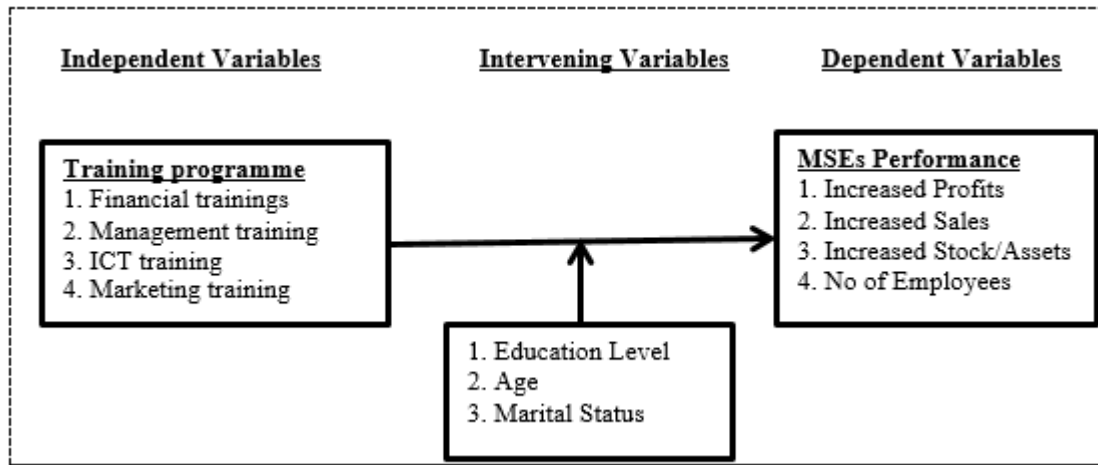 Independent Variables
Intervening Variables
Dependent Variables
Training programme
1. Financial trainings
2. Management training
3. ICT training
4. Marketing training
1. Education Level
2. Age
3. Marital Status
MSEs Performance
1. Increased Profits
2. Increased Sales
3. Increased Stock/Assets
4. No of Employees